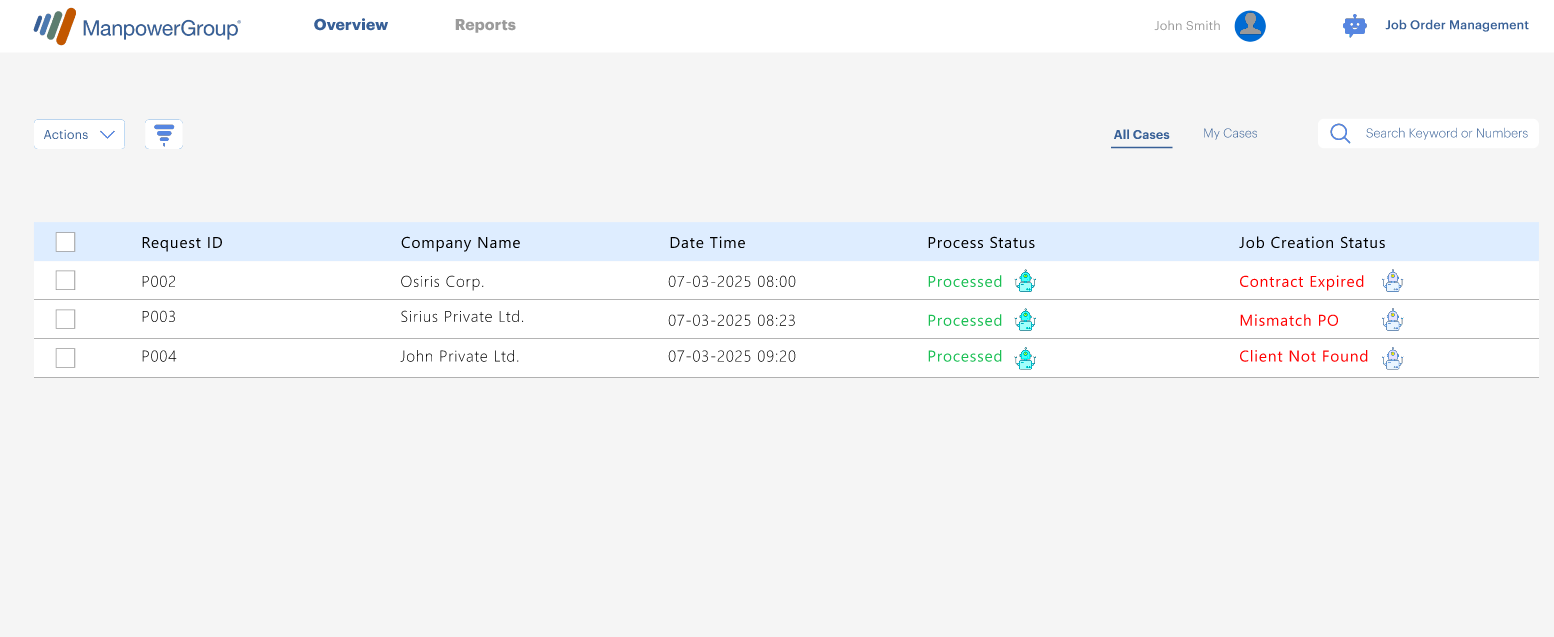 ManpowerGroup® Overview Reports John Smith Job Order Management
Actions All Cases My Cases Search Keyword or Numbers
Request ID Company Name Date Time Process Status Job Creation Status
P002 Osiris Corp. 07-03-2025 08:00 Processed Contract Expired
P003 Sirius Private Ltd. 07-03-2025 08:23 Processed Mismatch PO
P004 John Private Ltd. 07-03-2025 09:20 Processed Client Not Found